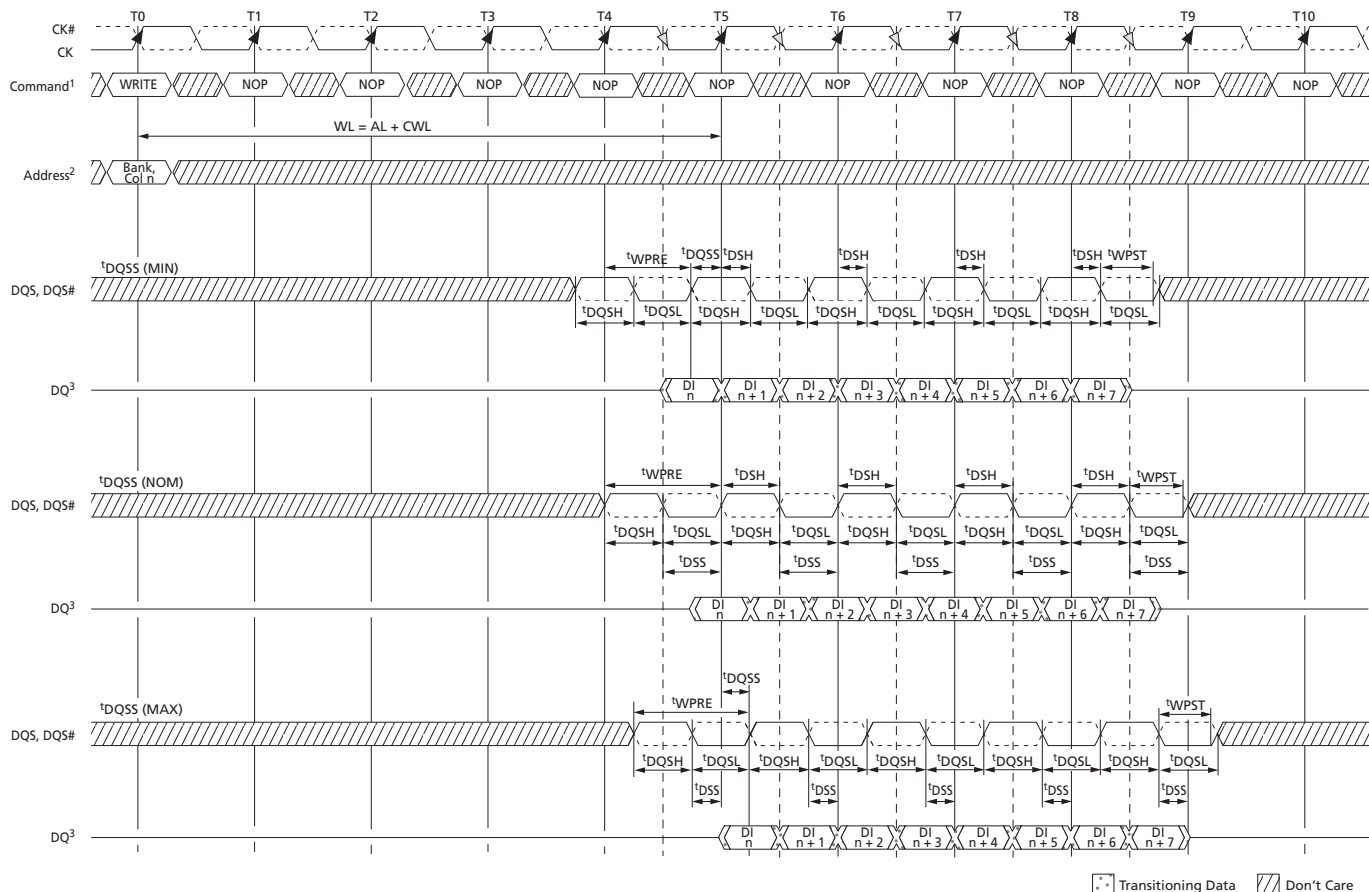 T0 T1 T2 T3 T4 T5 T6 T7 T8 T9 T10
CK#
CK
Command¹ WRITE NOP NOP NOP NOP NOP NOP NOP NOP NOP NOP
WL = AL + CWL
Address² Bank, Col n
tDQSS (MIN) tWPRE tDQSS tDSH tDSH tDSH tDSH tWPST
DQS, DQS#
tDQSH tDQSL tDQSH tDQSL tDQSH tDQSL tDQSH tDQSL tDQSH tDQSL
DQ³ DI n DI n + 1 DI n + 2 DI n + 3 DI n + 4 DI n + 5 DI n + 6 DI n + 7
tDQSS (NOM) tWPRE tDSH tDSH tDSH tDSH tWPST
DQS, DQS#
tDQSH tDQSL tDQSH tDQSL tDQSH tDQSL tDQSH tDQSL tDQSH tDQSL
tDSS tDSS tDSS tDSS tDSS
DQ³ DI n DI n + 1 DI n + 2 DI n + 3 DI n + 4 DI n + 5 DI n + 6 DI n + 7
tDQSS
tDQSS (MAX) tWPRE tWPST
DQS, DQS#
tDQSH tDQSL tDQSH tDQSL tDQSH tDQSL tDQSH tDQSL tDQSH tDQSL
tDSS tDSS tDSS tDSS tDSS
DQ³ DI n DI n + 1 DI n + 2 DI n + 3 DI n + 4 DI n + 5 DI n + 6 DI n + 7
Transitioning Data Don't Care